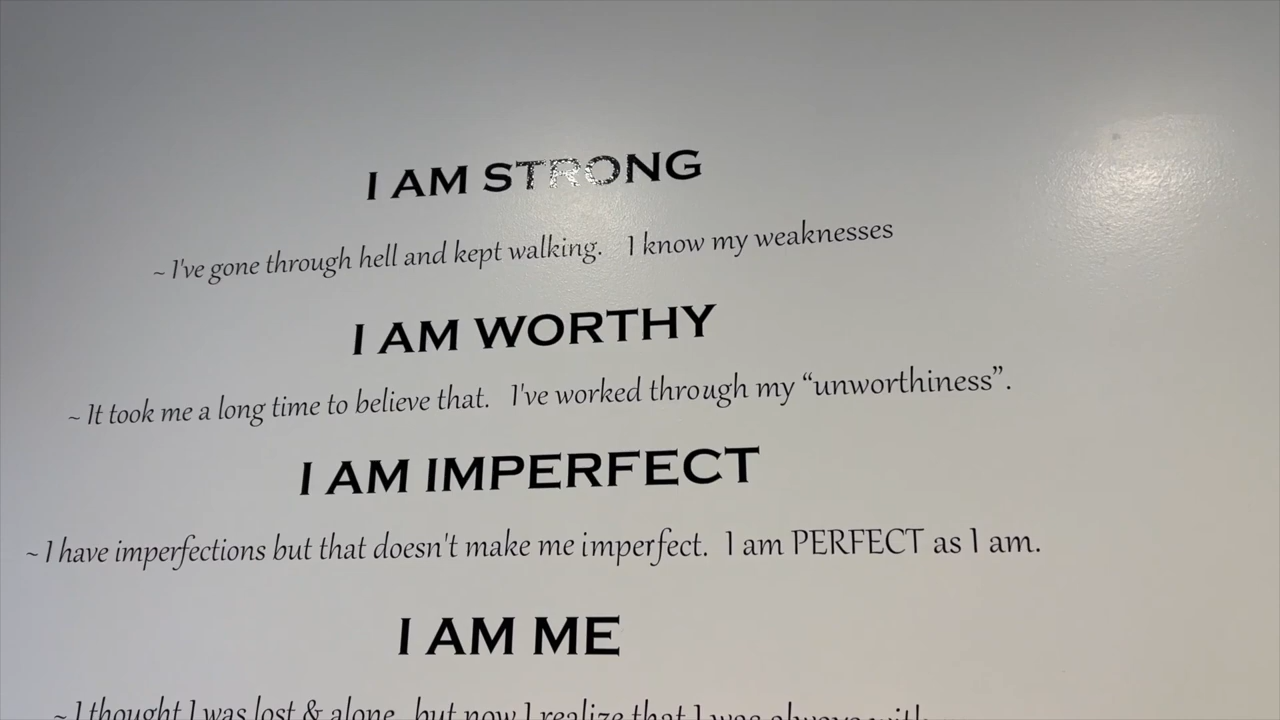 I AM STRONG
~ I've gone through hell and kept walking. I know my weaknesses
I AM WORTHY
~ It took me a long time to believe that. I've worked through my “unworthiness”.
I AM IMPERFECT
~ I have imperfections but that doesn't make me imperfect. I am PERFECT as I am.
I AM ME
~ I thought I was lost & alone, but now I realize that I was always with